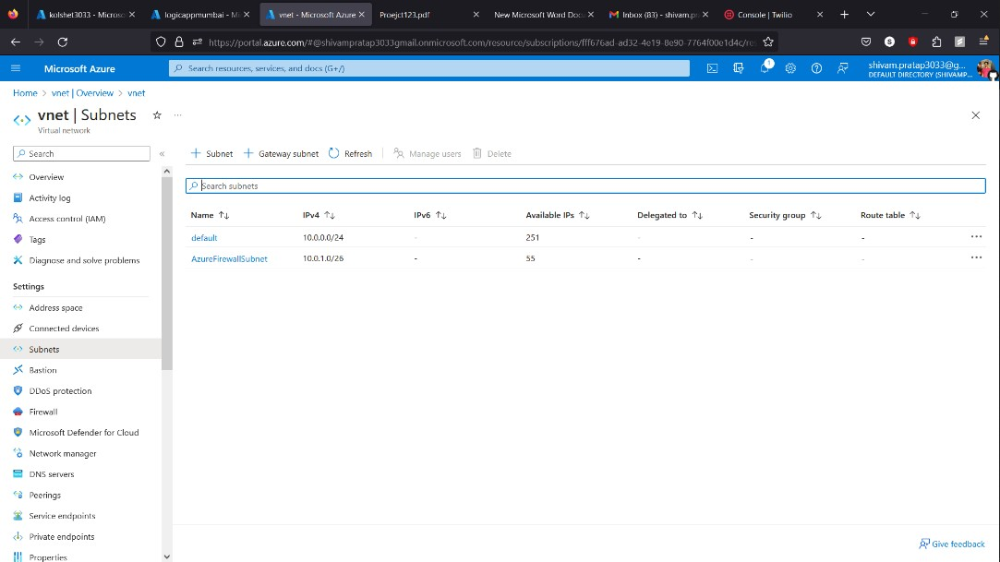 kolshet3033 - Microso
logicappmumbai - Mi
vnet - Microsoft Azure
Proejct123.pdf
New Microsoft Word Doc
Inbox (83) - shivam.pr
Console | Twilio
https://portal.azure.com/#@shivampratap3033gmail.onmicrosoft.com/resource/subscriptions/fff676ad-ad32-4e19-8e90-7764f00e1d4c/re
Microsoft Azure
Search resources, services, and docs (G+/)
1
shivam.pratap3033@g...
DEFAULT DIRECTORY (SHIVAMP...
Home > vnet | Overview > vnet
vnet | Subnets
Virtual network
Search
Subnet
Gateway subnet
Refresh
Manage users
Delete
Search subnets
Name IPv4 IPv6 Available IPs Delegated to Security group Route table
default 10.0.0.0/24 - 251 - - -
AzureFirewallSubnet 10.0.1.0/26 - 55 - - -
Overview
Activity log
Access control (IAM)
Tags
Diagnose and solve problems
Settings
Address space
Connected devices
Subnets
Bastion
DDoS protection
Firewall
Microsoft Defender for Cloud
Network manager
DNS servers
Peerings
Service endpoints
Private endpoints
Properties
Give feedback